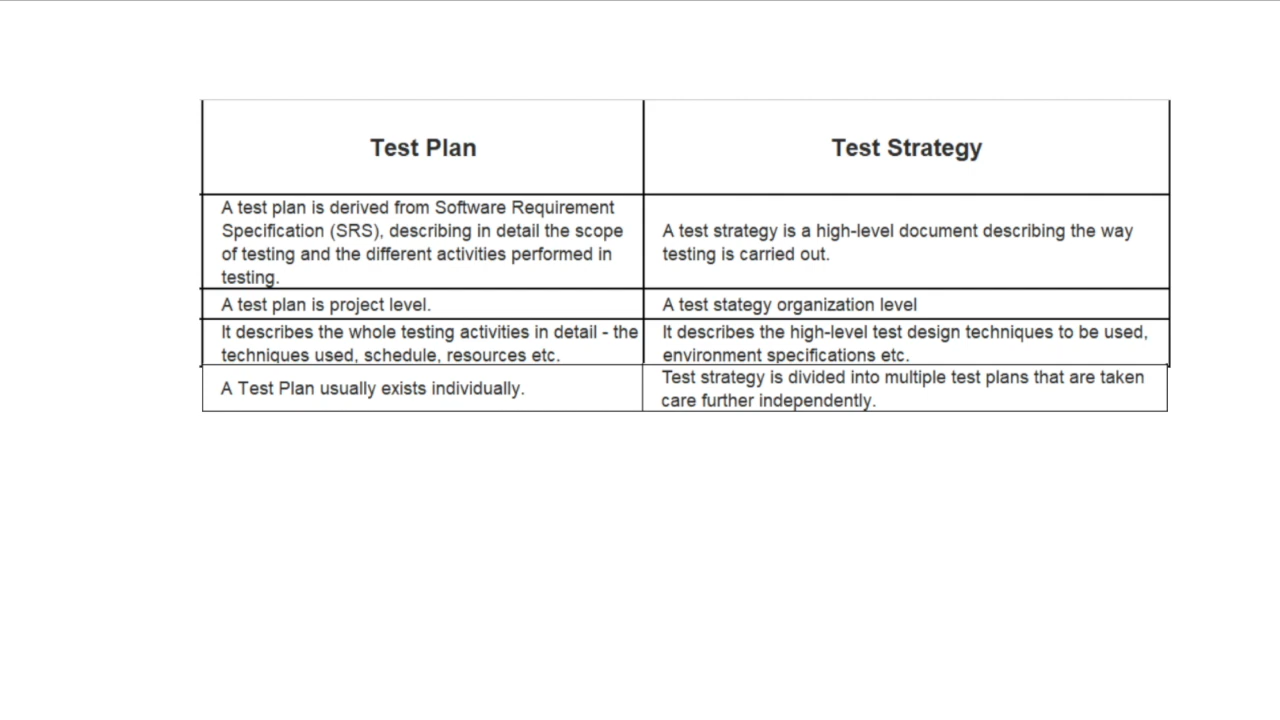 Test Plan
Test Strategy
A test plan is derived from Software Requirement
Specification (SRS), describing in detail the scope
of testing and the different activities performed in
testing.
A test strategy is a high-level document describing the way
testing is carried out.
A test plan is project level.
A test stategy organization level
It describes the whole testing activities in detail - the
techniques used, schedule, resources etc.
It describes the high-level test design techniques to be used,
environment specifications etc.
A Test Plan usually exists individually.
Test strategy is divided into multiple test plans that are taken
care further independently.